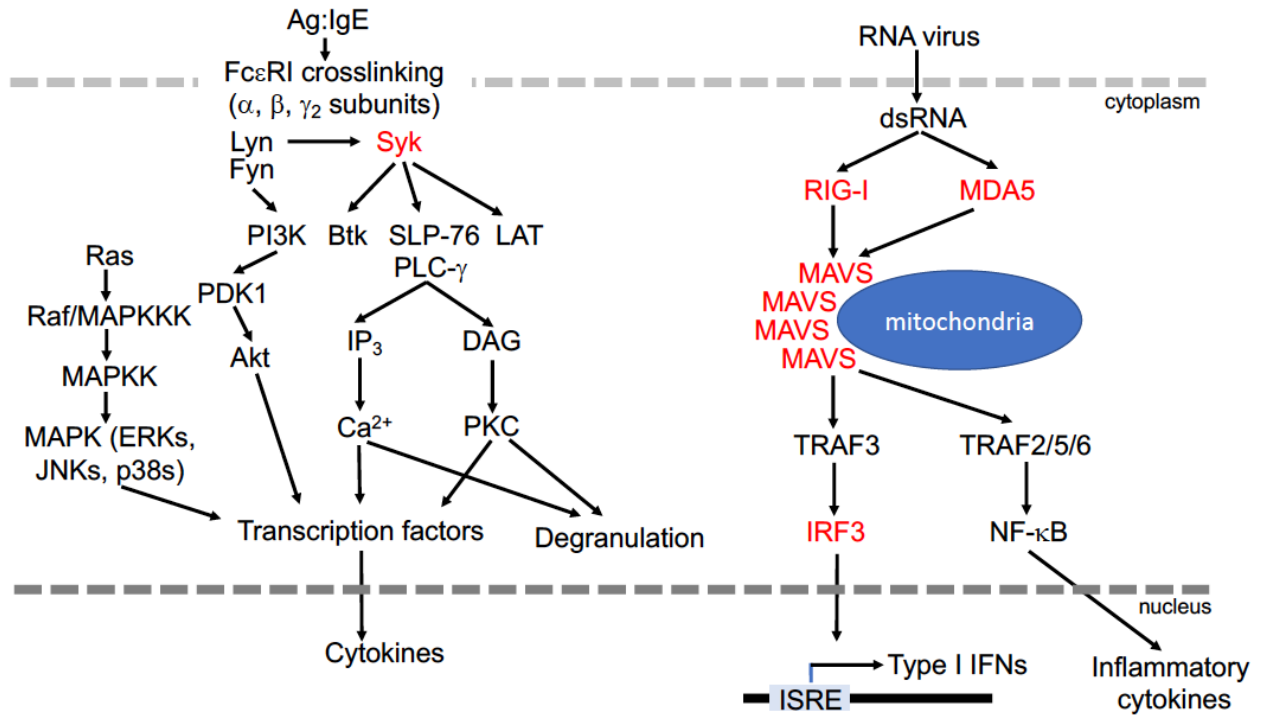 Ag:IgE
FcεRI crosslinking
(α, β, γ₂ subunits)
Lyn
Syk
Fyn
PI3K
Btk
SLP-76
LAT
PLC-γ
Ras
PDK1
Raf/MAPKKK
IP₃
DAG
Akt
MAPKK
Ca²⁺
PKC
MAPK (ERKs,
JNKs, p38s)
Transcription factors
Degranulation
Cytokines
RNA virus
cytoplasm
dsRNA
RIG-I
MDA5
MAVS
MAVS
MAVS
MAVS
mitochondria
TRAF3
TRAF2/5/6
IRF3
NF-κB
nucleus
Type I IFNs
ISRE
Inflammatory
cytokines